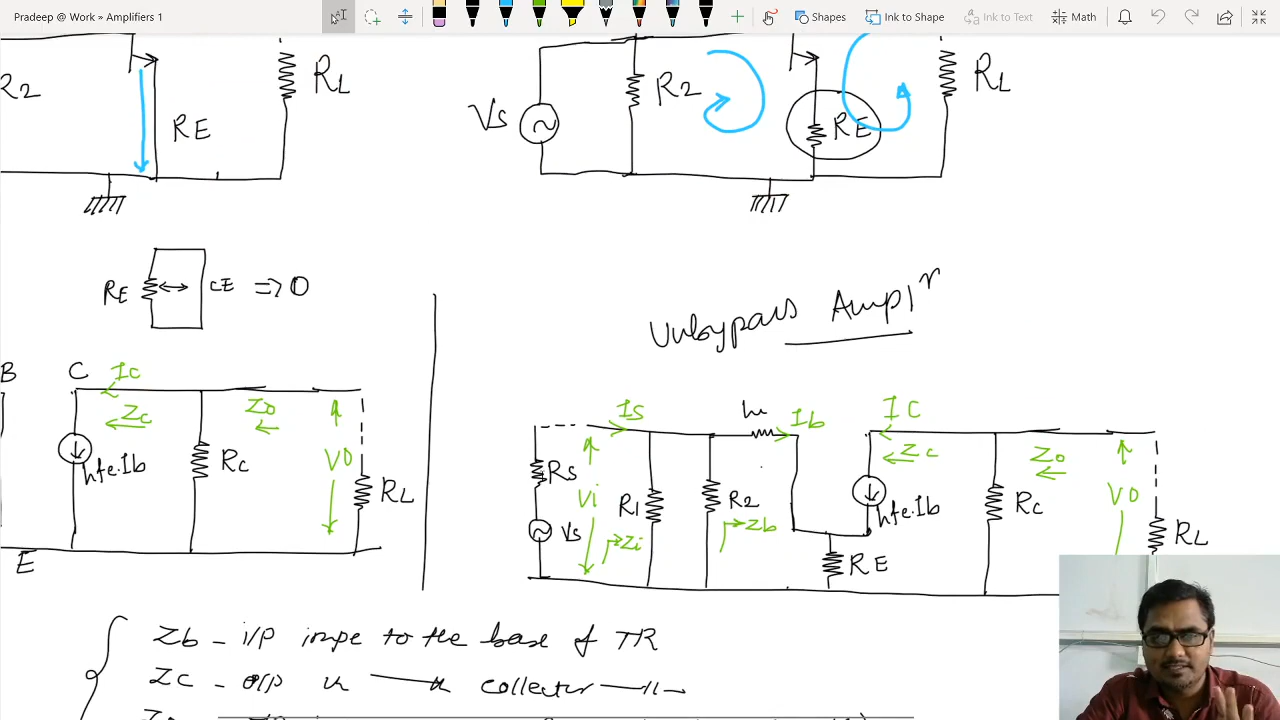 Pradeep @ Work » Amplifiers 1
Shapes
Ink to Shape
Ink to Text
Math
R2
RE
RL
Vs
R2
RE
RL
RE
CE => 0
Unbypass Amplr
B
C
Ic
Zc
Zo
hfe.Ib
Rc
VO
RL
E
Is
hi
Ib
IC
Zc
Zo
Rs
Vi
R1
R2
Zb
hfe.Ib
Rc
VO
RL
Vs
Zi
RE
Zb - i/p impe to the base of TR
Zc - o/p u — u collector —11—